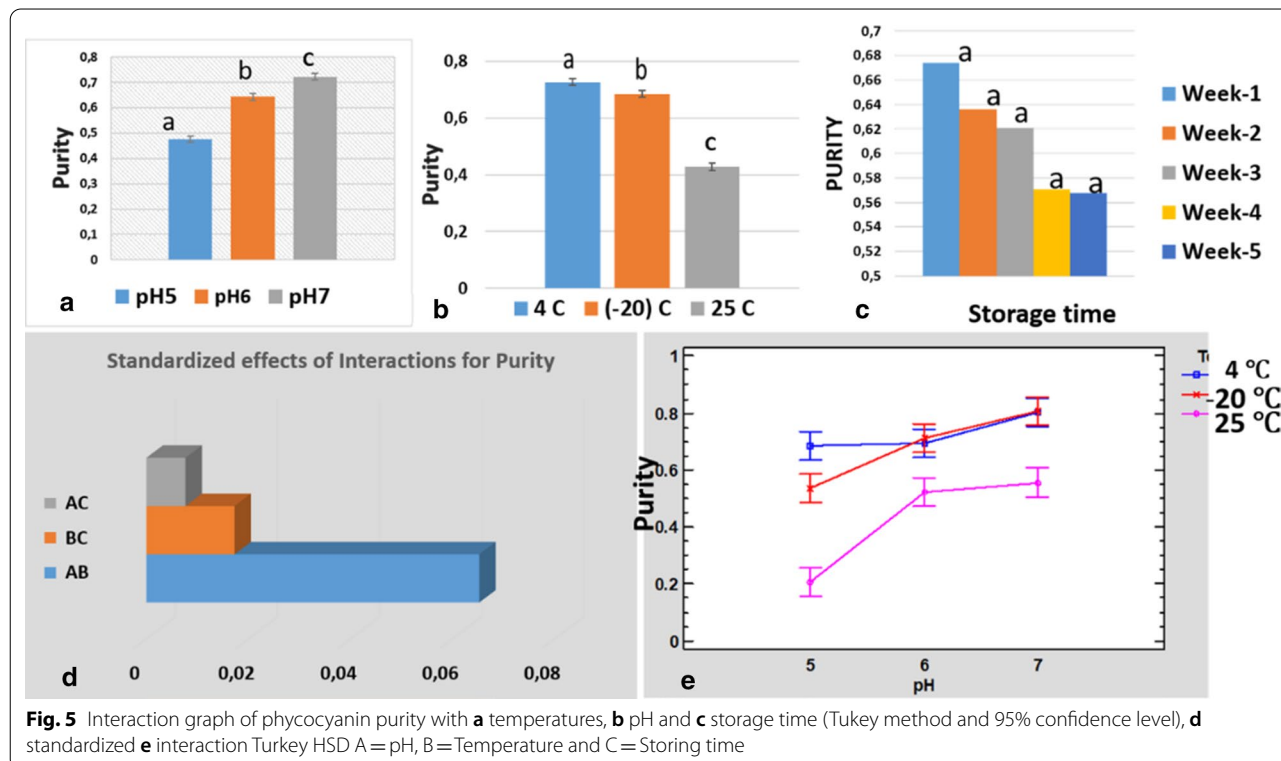 0,8
0,7
0,6
0,5
0,4
0,3
0,2
0,1
0
Purity
a
b
c
pH5 pH6 pH7
a
0,8
0,6
0,4
0,2
0
Purity
a
b
c
4 C (-20) C 25 C
b
0,7
0,68
0,66
0,64
0,62
0,6
0,58
0,56
0,54
0,52
0,5
PURITY
a
a
a
a
a
Week-1
Week-2
Week-3
Week-4
Week-5
c
Storage time
Standardized effects of Interactions for Purity
AC
BC
AB
0 0,02 0,04 0,06 0,08
d
1
0.8
0.6
0.4
0.2
0
Purity
5 6 7
pH
4 °C
-20 °C
25 °C
e
Fig. 5 Interaction graph of phycocyanin purity with a temperatures, b pH and c storage time (Tukey method and 95% confidence level), d
standardized e interaction Turkey HSD A = pH, B = Temperature and C = Storing time